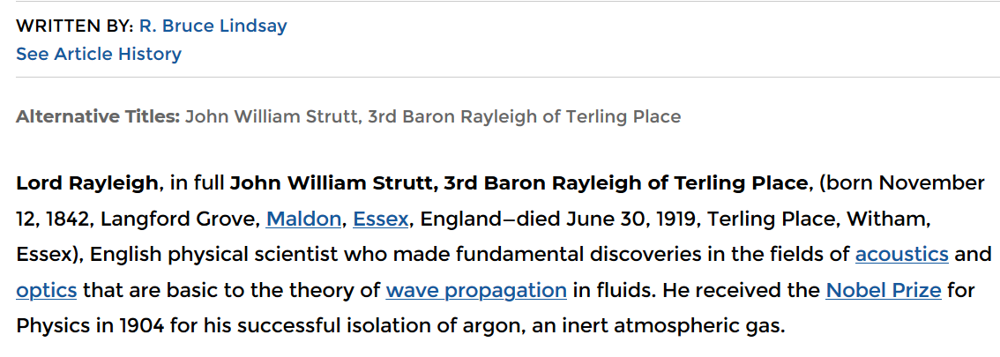 WRITTEN BY: R. Bruce Lindsay
See Article History
Alternative Titles: John William Strutt, 3rd Baron Rayleigh of Terling Place
Lord Rayleigh, in full John William Strutt, 3rd Baron Rayleigh of Terling Place, (born November
12, 1842, Langford Grove, Maldon, Essex, England—died June 30, 1919, Terling Place, Witham,
Essex), English physical scientist who made fundamental discoveries in the fields of acoustics and
optics that are basic to the theory of wave propagation in fluids. He received the Nobel Prize for
Physics in 1904 for his successful isolation of argon, an inert atmospheric gas.